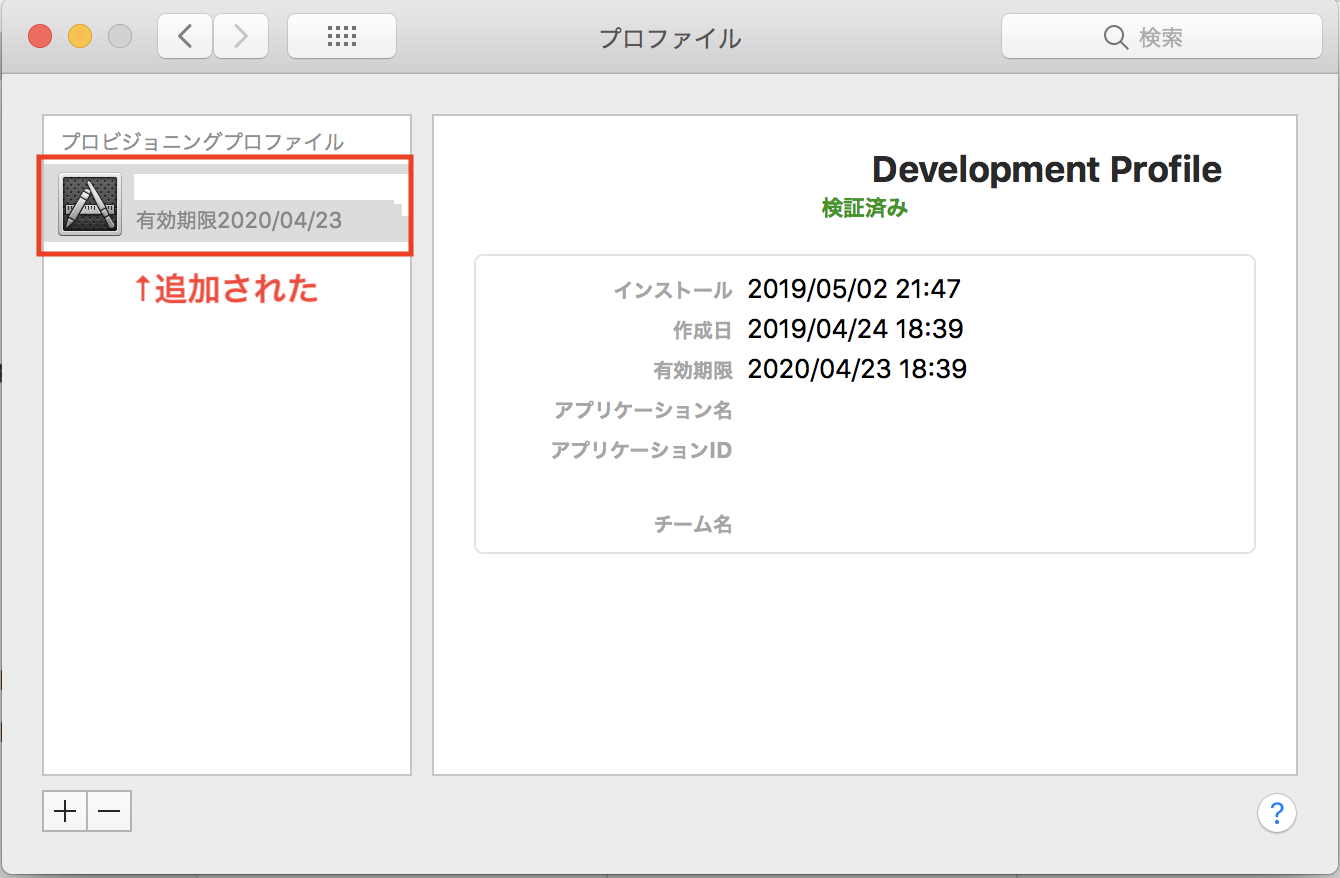 プロファイル
検索
プロビジョニングプロファイル
有効期限2020/04/23
↑追加された
Development Profile
検証済み
インストール 2019/05/02 21:47
作成日 2019/04/24 18:39
有効期限 2020/04/23 18:39
アプリケーション名
アプリケーションID
チーム名
?